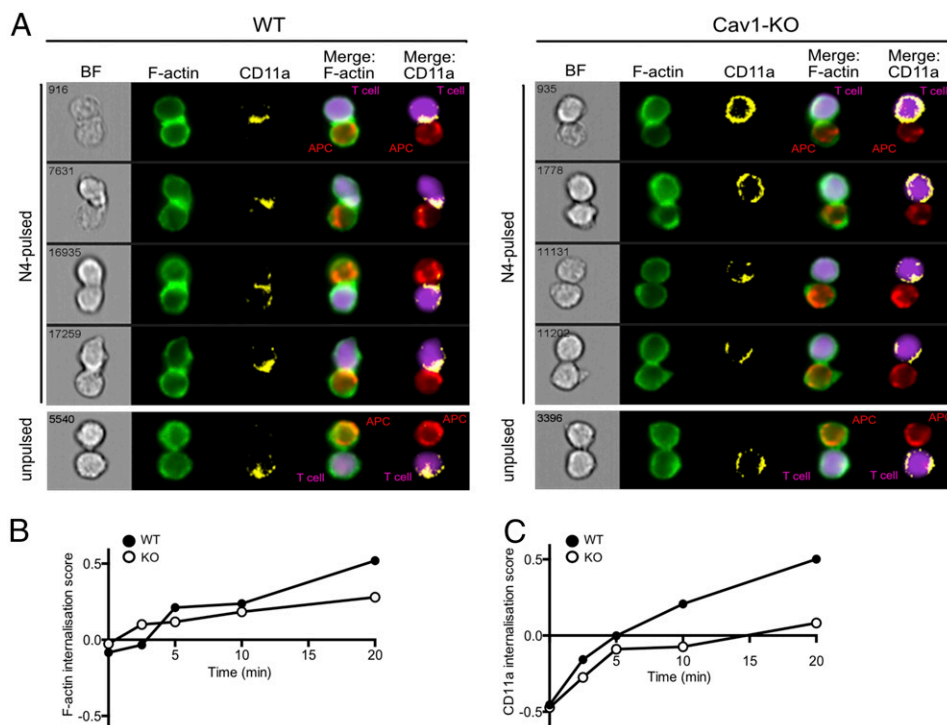 A
WT
BF F-actin CD11a Merge: F-actin Merge: CD11a
N4-pulsed
916
T cell
APC APC
7631
16935
17259
unpulsed
5540
APC APC
T cell T cell
Cav1-KO
BF F-actin CD11a Merge: F-actin Merge: CD11a
N4-pulsed
935
T cell T cell
APC APC
1778
11131
11202
unpulsed
3396
APC APC
T cell T cell
B
WT
KO
F-actin internalisation score
0.5
0.0
-0.5
5 10 15 20
Time (min)
C
WT
KO
CD11a internalisation score
0.5
0.0
-0.5
5 10 15 20
Time (min)